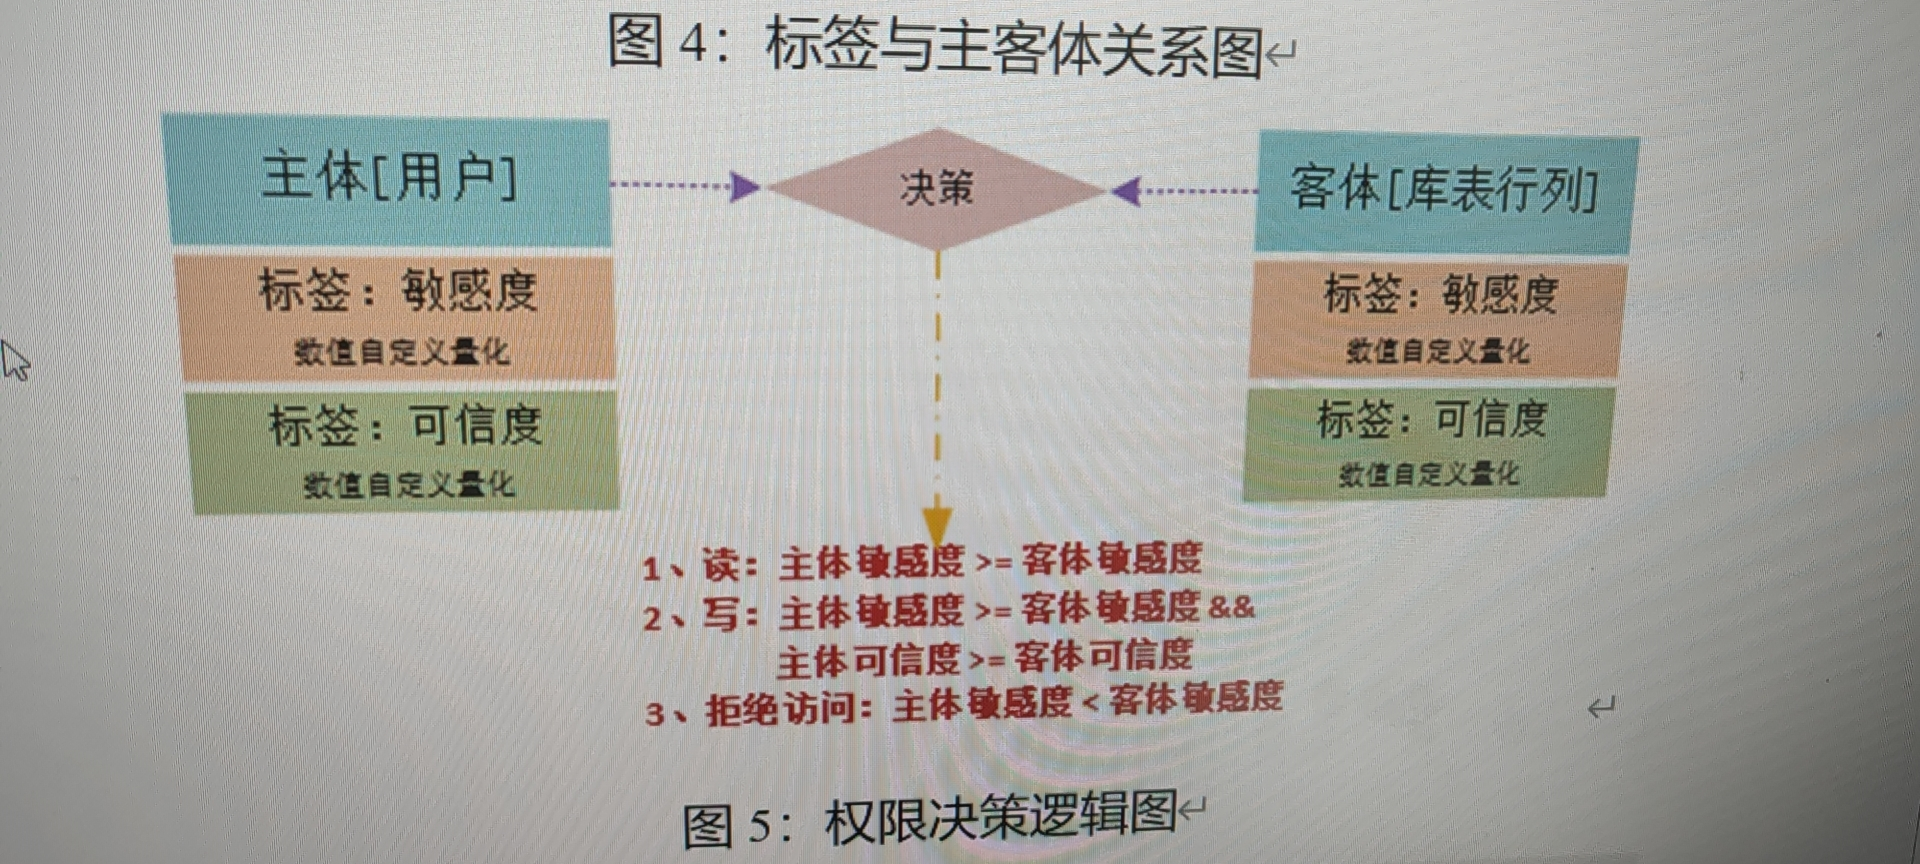 图 4：标签与主客体关系图
主体[用户]
标签：敏感度
数值自定义量化
标签：可信度
数值自定义量化
决策
客体[库表行列]
标签：敏感度
数值自定义量化
标签：可信度
数值自定义量化
1、读：主体敏感度 >= 客体敏感度
2、写：主体敏感度 >= 客体敏感度 &&
主体可信度 >= 客体可信度
3、拒绝访问：主体敏感度 < 客体敏感度
图 5：权限决策逻辑图